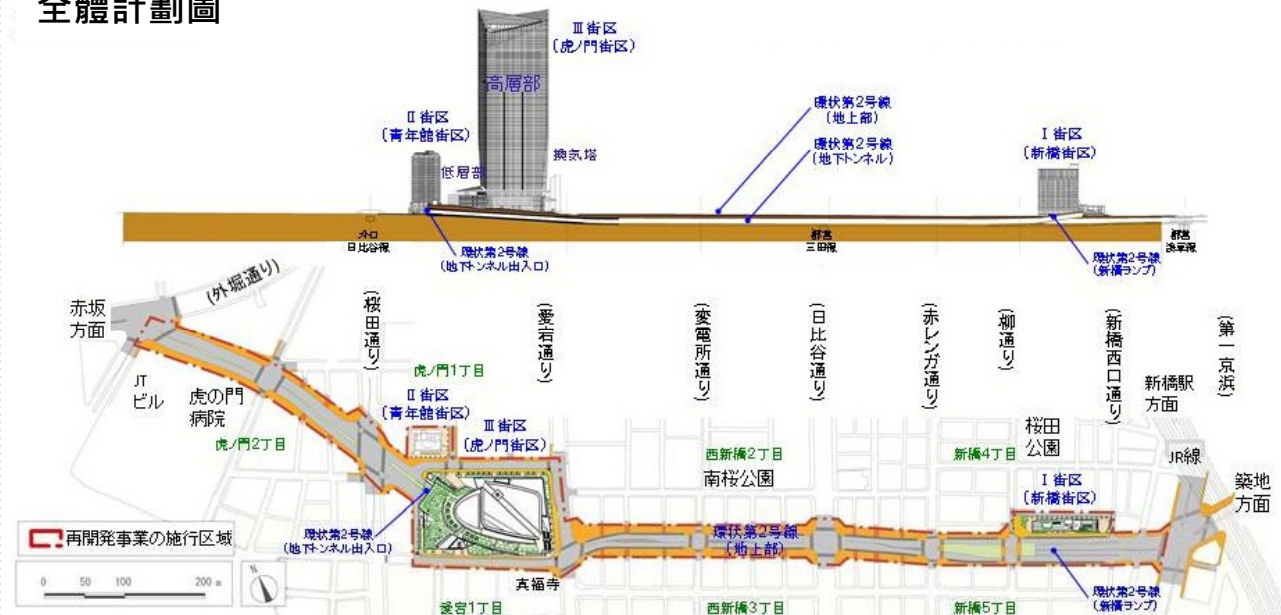 全體計劃圖
Ⅲ街区
(虎ノ門街区)
高層部
Ⅱ街区
(青年館街区)
低層部
換気塔
環状第2号線
(地上部)
環状第2号線
(地下トンネル)
Ⅰ街区
(新橋街区)
メトロ
日比谷線
環状第2号線
(地下トンネル出入口)
都営
三田線
環状第2号線
(新橋ランプ)
都営
浅草線
赤坂
方面
(外堀通り)
(桜田通り)
(愛宕通り)
(変電所通り)
(日比谷通り)
(赤レンガ通り)
(柳通り)
(新橋西口通り)
(第一京浜)
JT
ビル
虎の門
病院
虎ノ門2丁目
虎ノ門1丁目
Ⅱ街区
(青年館街区)
Ⅲ街区
(虎ノ門街区)
西新橋2丁目
南桜公園
新橋4丁目
桜田
公園
新橋駅
方面
JR線
築地
方面
Ⅰ街区
(新橋街区)
再開発事業の施行区域
環状第2号線
(地下トンネル出入口)
環状第2号線
(地上部)
0 50 100 200 m
N
真福寺
愛宕1丁目
西新橋3丁目
新橋5丁目
環状第2号線
(新橋ランプ)